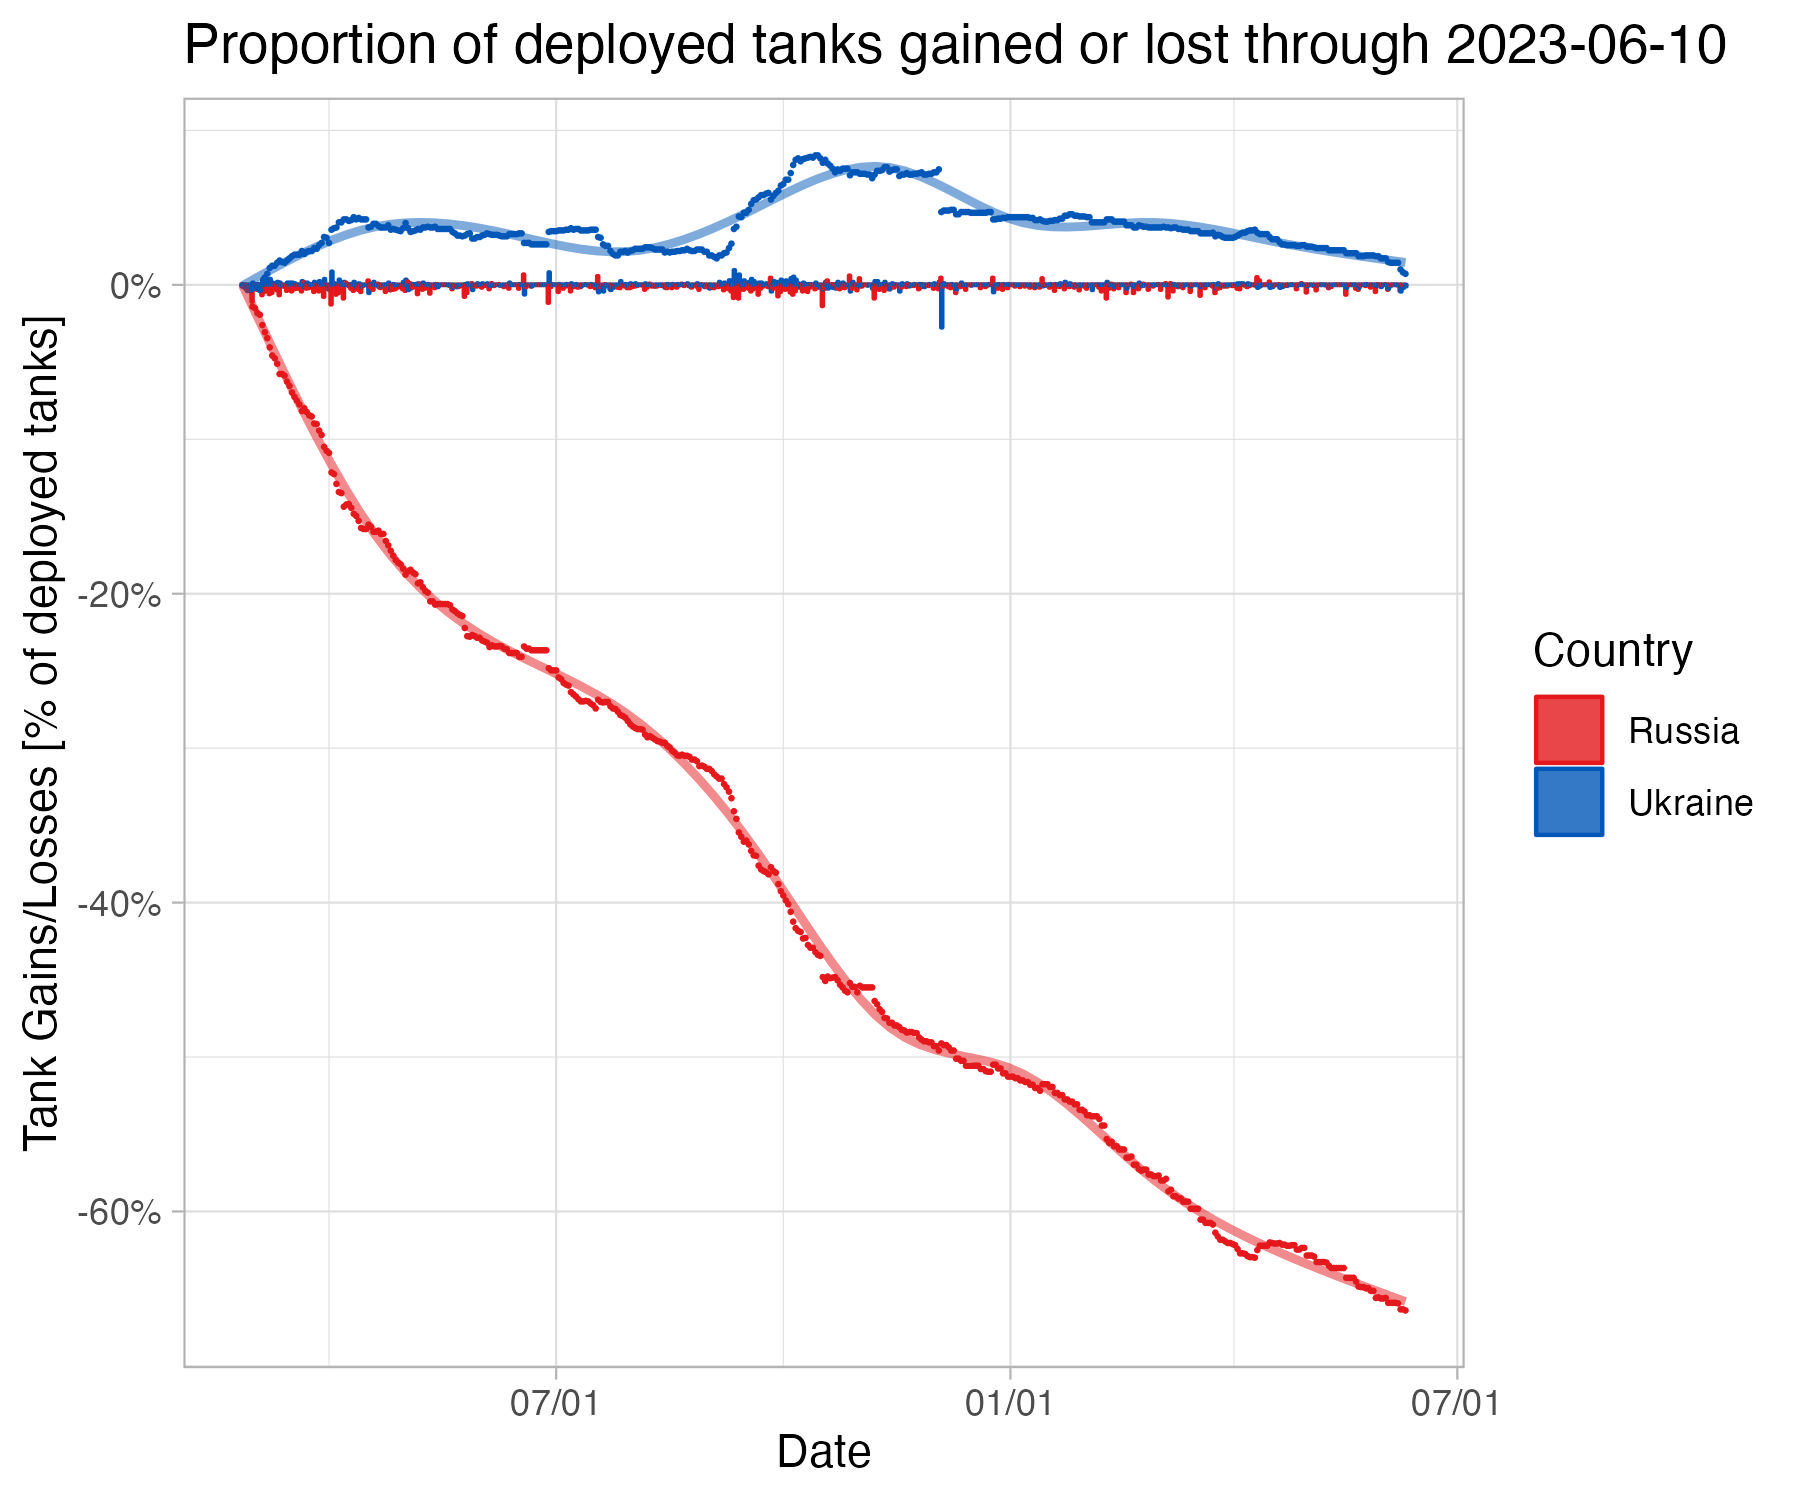 Proportion of deployed tanks gained or lost through 2023-06-10
Tank Gains/Losses [% of deployed tanks]
0%
-20%
-40%
-60%
07/01
01/01
07/01
Date
Country
Russia
Ukraine